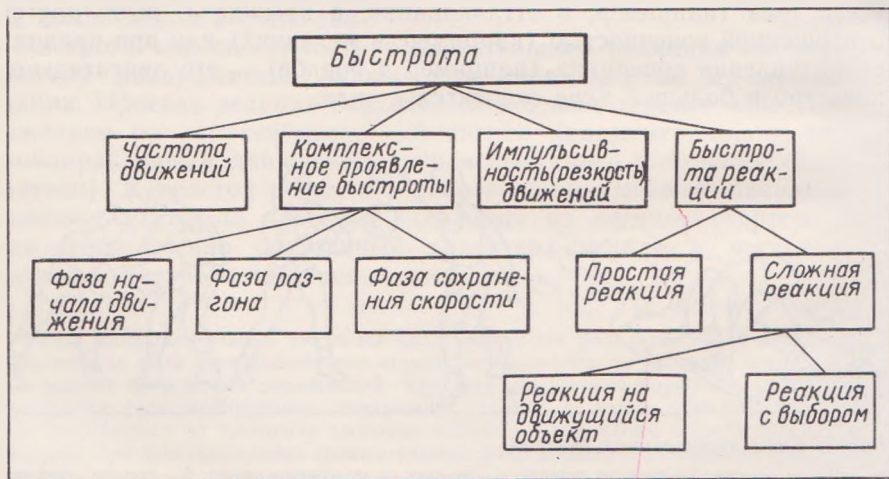 Быстрота
Частота
движений
Комплекс-
ное проявле-
ние быстроты
Импульсив-
ность(резкость)
движений
Быстро-
та реак-
ций
Фаза на-
чала дви-
жения
Фаза раз-
гона
Фаза сохране-
ния скорости
Простая
реакция
Сложная
реакция
Реакция на
движущийся
объект
Реакция
с выбором